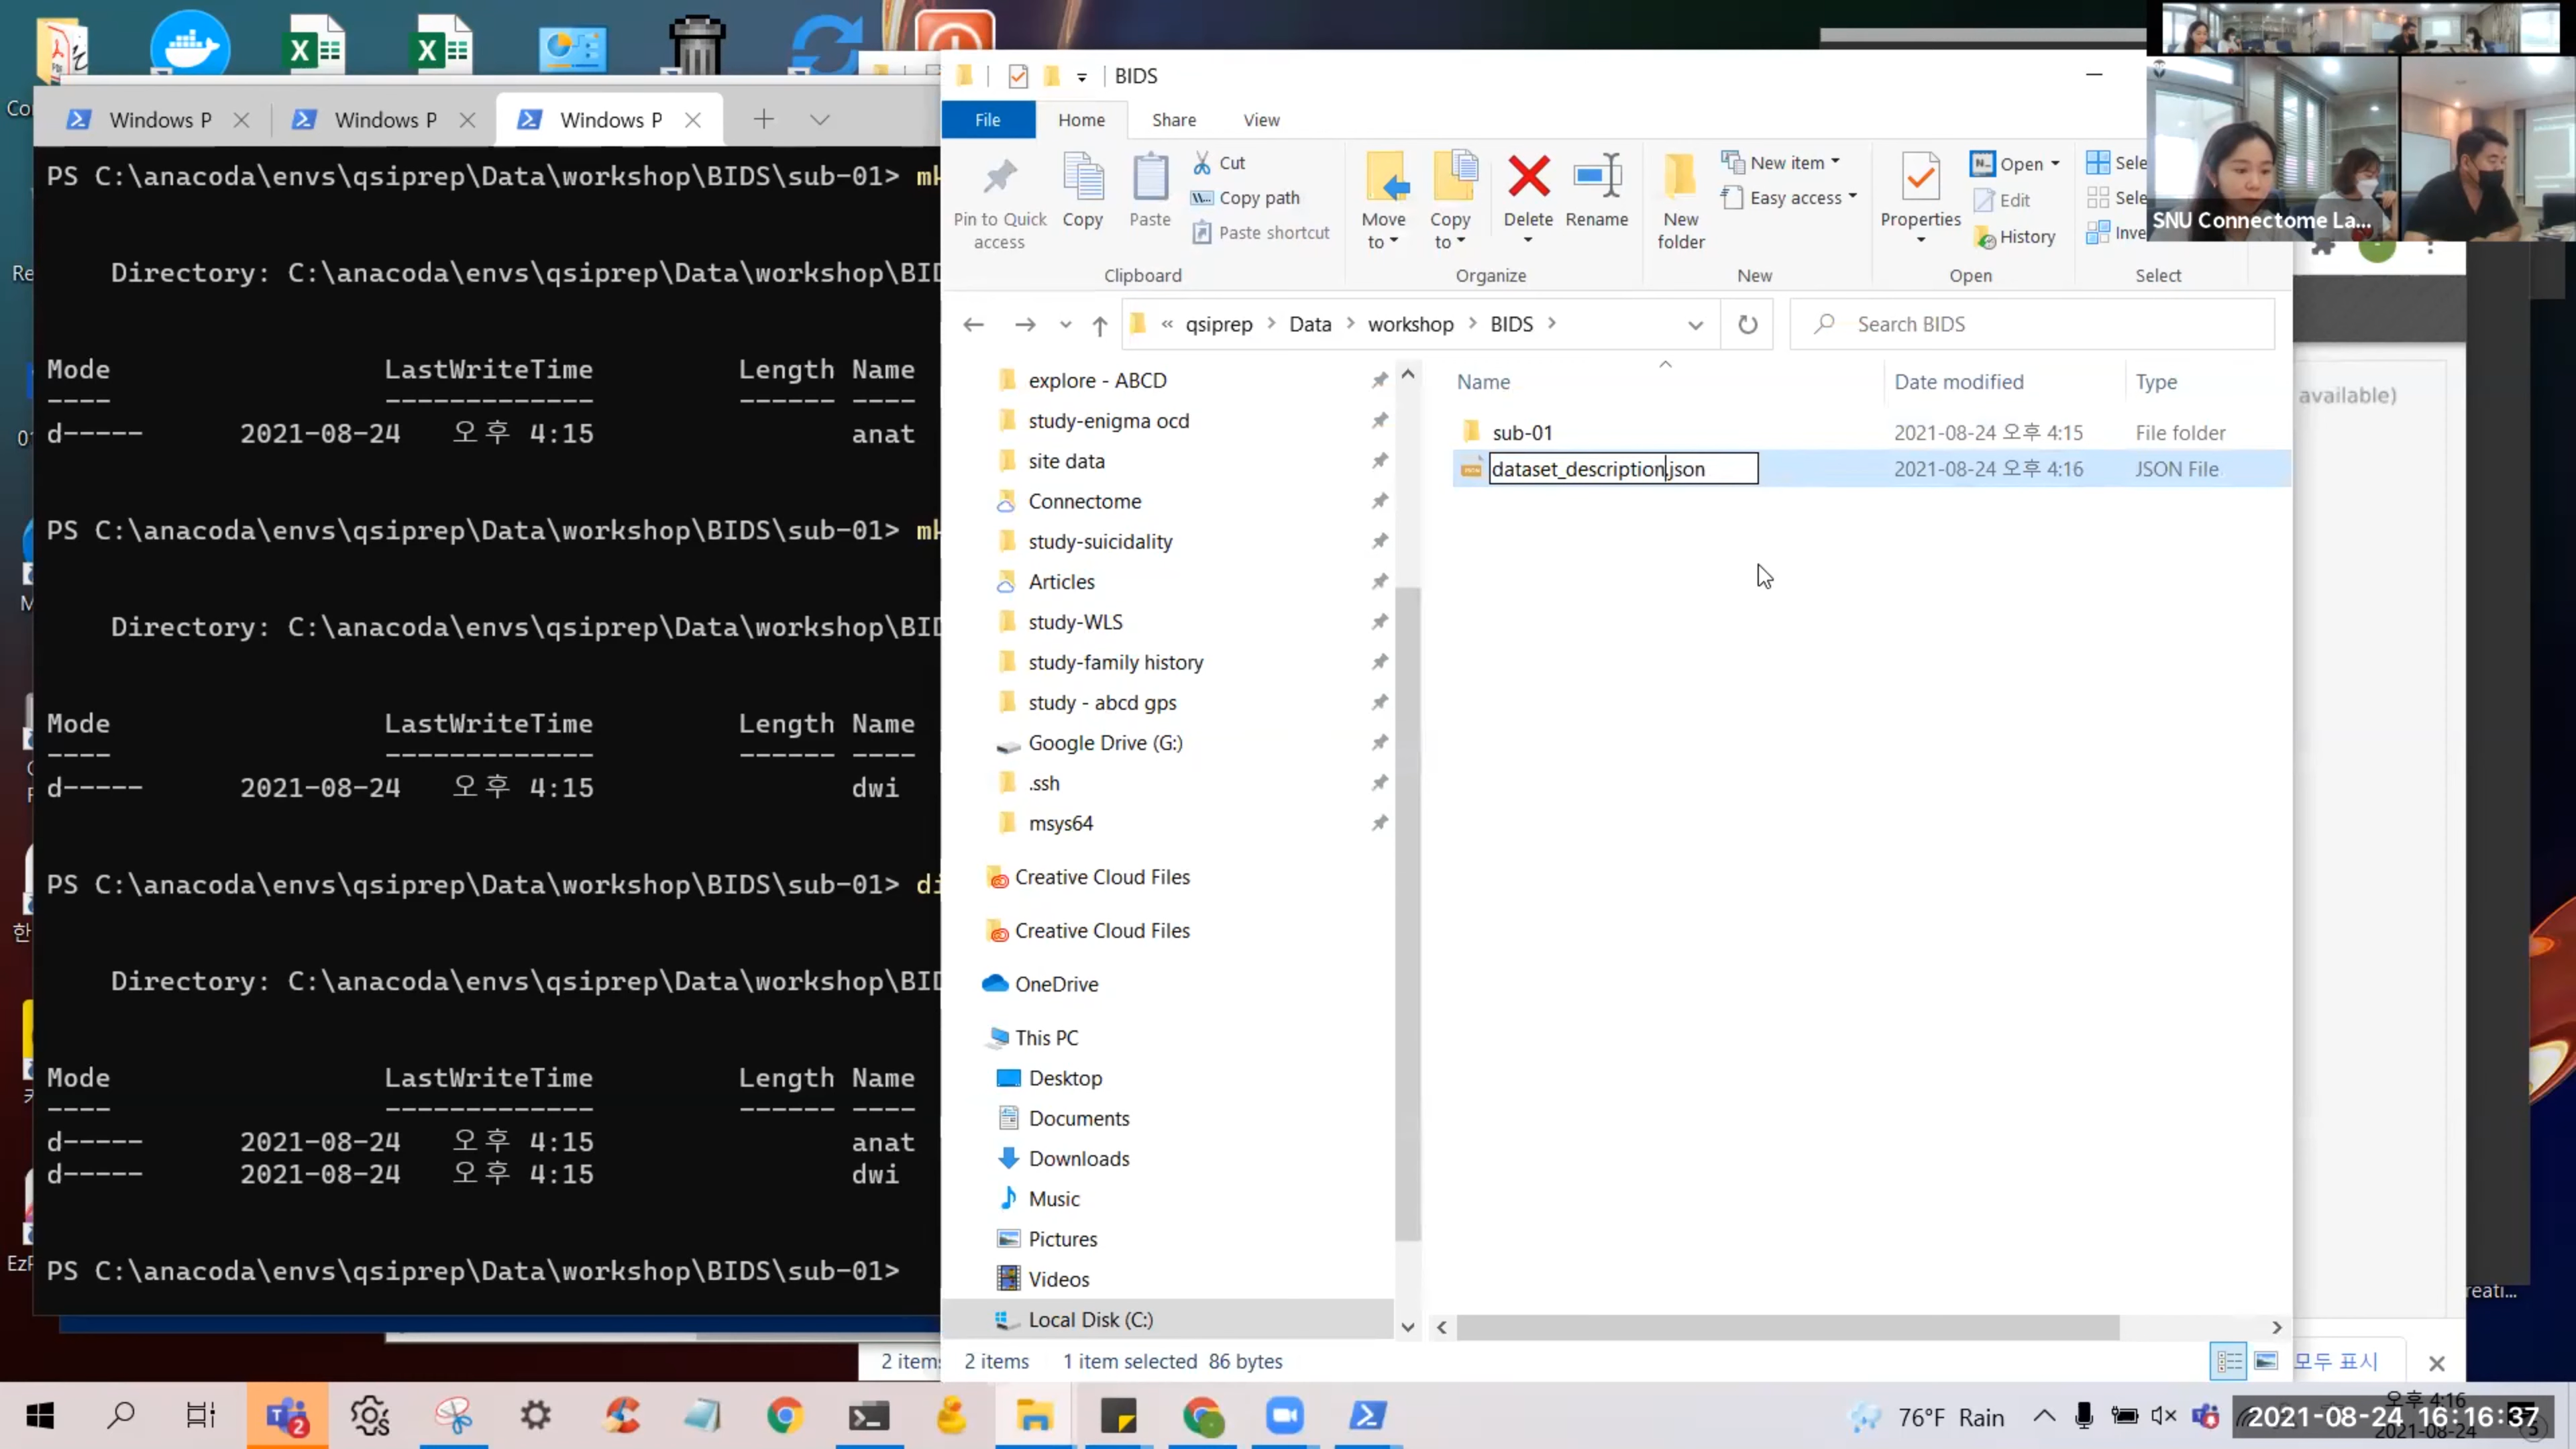 Windows P
Windows P
Windows P
PS C:\anacoda\envs\qsiprep\Data\workshop\BIDS\sub-01>
Directory: C:\anacoda\envs\qsiprep\Data\workshop\
Mode LastWriteTime Length Name
---- ------------- ------ ----
d----- 2021-08-24 오후 4:15 anat
PS C:\anacoda\envs\qsiprep\Data\workshop\BIDS\sub-01>
Directory: C:\anacoda\envs\qsiprep\Data\workshop\
Mode LastWriteTime Length Name
---- ------------- ------ ----
d----- 2021-08-24 오후 4:15 dwi
PS C:\anacoda\envs\qsiprep\Data\workshop\BIDS\sub-01>
Directory: C:\anacoda\envs\qsiprep\Data\workshop\
Mode LastWriteTime Length Name
---- ------------- ------ ----
d----- 2021-08-24 오후 4:15 anat
d----- 2021-08-24 오후 4:15 dwi
PS C:\anacoda\envs\qsiprep\Data\workshop\BIDS\sub-01>
BIDS
File Home Share View
Pin to Quick access
Copy
Paste
Cut
Copy path
Paste shortcut
Move to
Copy to
Delete
Rename
New folder
New item
Easy access
Properties
Open
Edit
History
Clipboard Organize New Open Select
« qsiprep > Data > workshop > BIDS >
Search BIDS
Name Date modified Type
sub-01 2021-08-24 오후 4:15 File folder
dataset_description.json 2021-08-24 오후 4:16 JSON File
explore - ABCD
study-enigma ocd
site data
Connectome
study-suicidality
Articles
study-WLS
study-family history
study - abcd gps
Google Drive (G:)
.ssh
msys64
Creative Cloud Files
Creative Cloud Files
OneDrive
This PC
Desktop
Documents
Downloads
Music
Pictures
Videos
Local Disk (C:)
2 items
2 items 1 item selected 86 bytes
SNU Connectome La...
available)
모두 표시
76°F Rain
오후 4:16
2021-08-24
2021-08-24 16:16:37